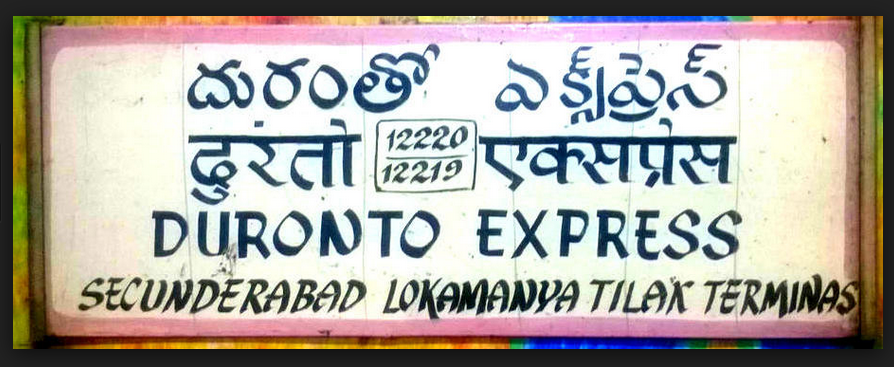 దురంతో ఎక్స్ప్రెస్
ढुरंतो 12220 एक्सप्रेस
12219
DURONTO EXPRESS
SECUNDERABAD LOKAMANYA TILAK TERMINAS